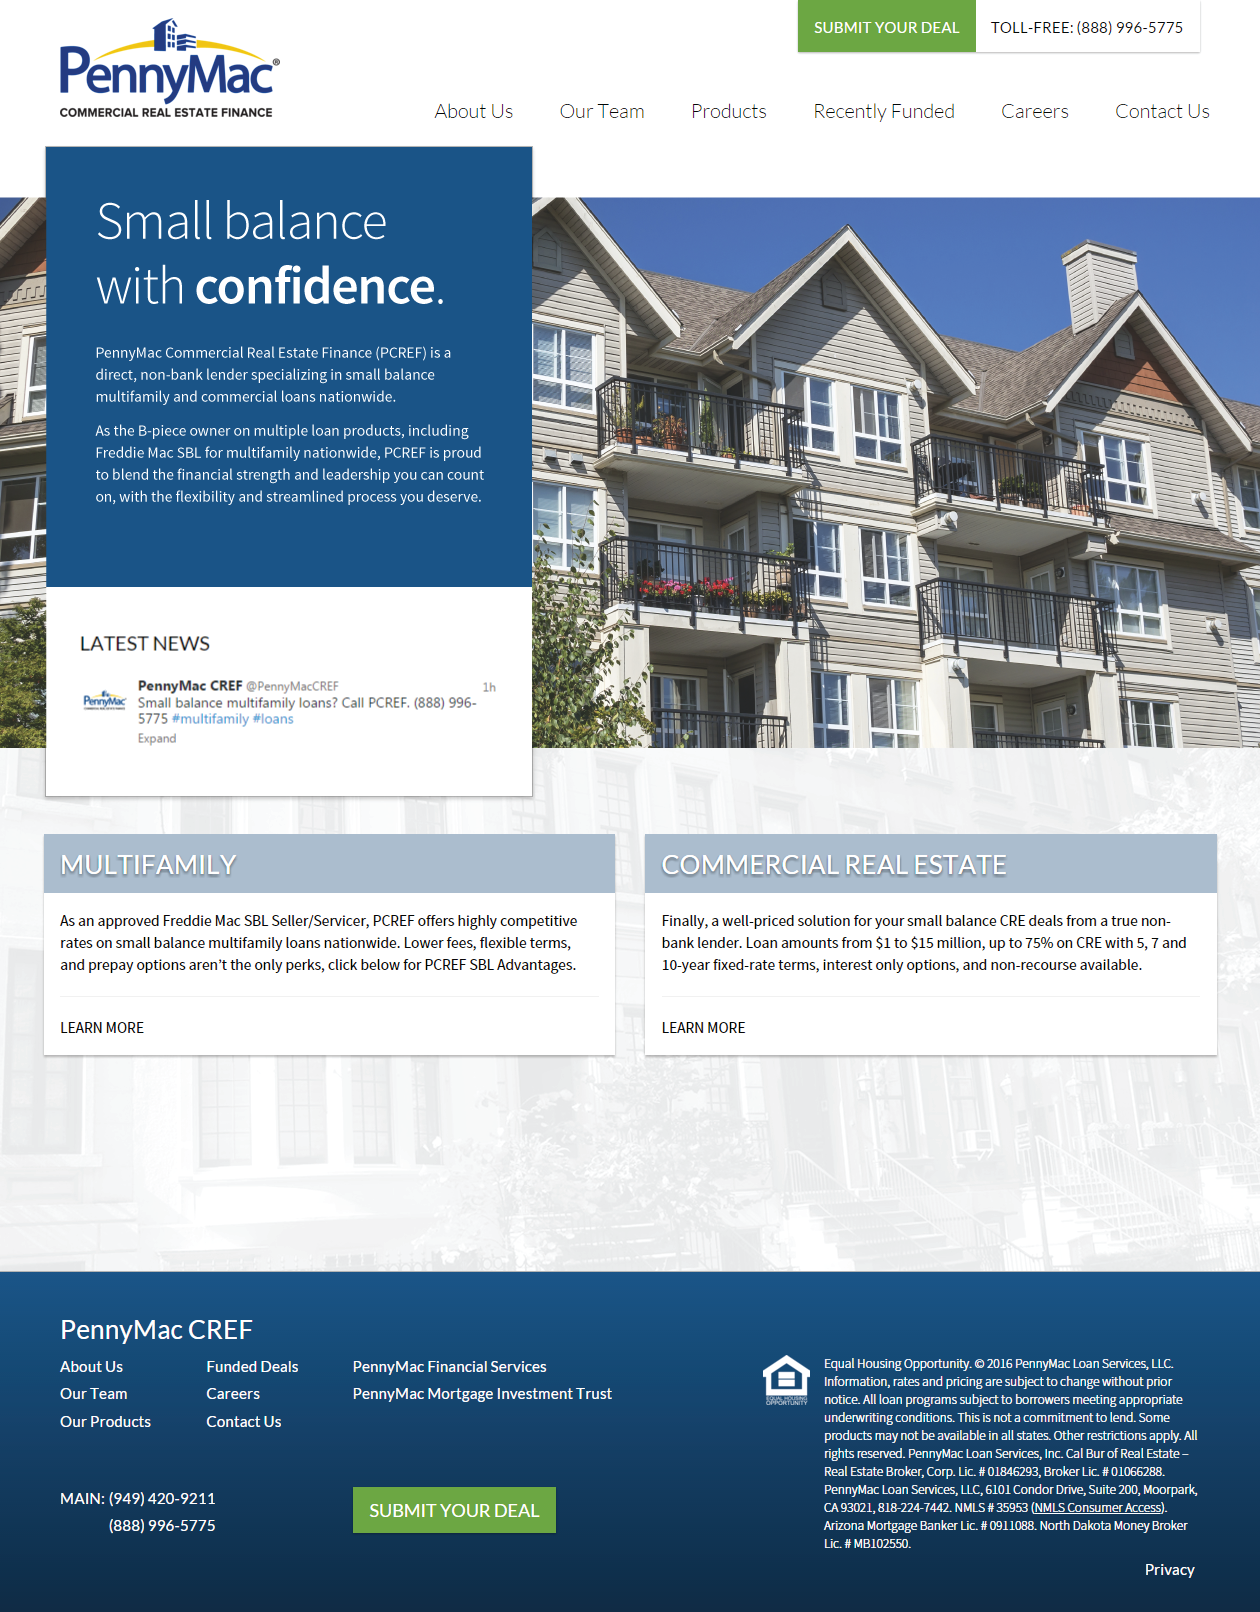 SUBMIT YOUR DEAL
TOLL-FREE: (888) 996-5775
PennyMac®
COMMERCIAL REAL ESTATE FINANCE
About Us
Our Team
Products
Recently Funded
Careers
Contact Us
Small balance
with confidence.
PennyMac Commercial Real Estate Finance (PCREF) is a
direct, non-bank lender specializing in small balance
multifamily and commercial loans nationwide.
As the B-piece owner on multiple loan products, including
Freddie Mac SBL for multifamily nationwide, PCREF is proud
to blend the financial strength and leadership you can count
on, with the flexibility and streamlined process you deserve.
LATEST NEWS
PennyMac
PennyMac CREF @PennyMacCREF
1h
Small balance multifamily loans? Call PCREF. (888) 996-
5775 #multifamily #loans
Expand
MULTIFAMILY
As an approved Freddie Mac SBL Seller/Servicer, PCREF offers highly competitive
rates on small balance multifamily loans nationwide. Lower fees, flexible terms,
and prepay options aren’t the only perks, click below for PCREF SBL Advantages.
LEARN MORE
COMMERCIAL REAL ESTATE
Finally, a well-priced solution for your small balance CRE deals from a true non-
bank lender. Loan amounts from $1 to $15 million, up to 75% on CRE with 5, 7 and
10-year fixed-rate terms, interest only options, and non-recourse available.
LEARN MORE
PennyMac CREF
About Us
Our Team
Our Products
Funded Deals
Careers
Contact Us
PennyMac Financial Services
PennyMac Mortgage Investment Trust
MAIN: (949) 420-9211
(888) 996-5775
SUBMIT YOUR DEAL
EQUAL HOUSING
OPPORTUNITY
Equal Housing Opportunity. © 2016 PennyMac Loan Services, LLC.
Information, rates and pricing are subject to change without prior
notice. All loan programs subject to borrowers meeting appropriate
underwriting conditions. This is not a commitment to lend. Some
products may not be available in all states. Other restrictions apply. All
rights reserved. PennyMac Loan Services, Inc. Cal Bur of Real Estate –
Real Estate Broker, Corp. Lic. # 01846293, Broker Lic. # 01066288.
PennyMac Loan Services, LLC, 6101 Condor Drive, Suite 200, Moorpark,
CA 93021, 818-224-7442. NMLS # 35953 (NMLS Consumer Access).
Arizona Mortgage Banker Lic. # 0911088. North Dakota Money Broker
Lic. # MB102550.
Privacy